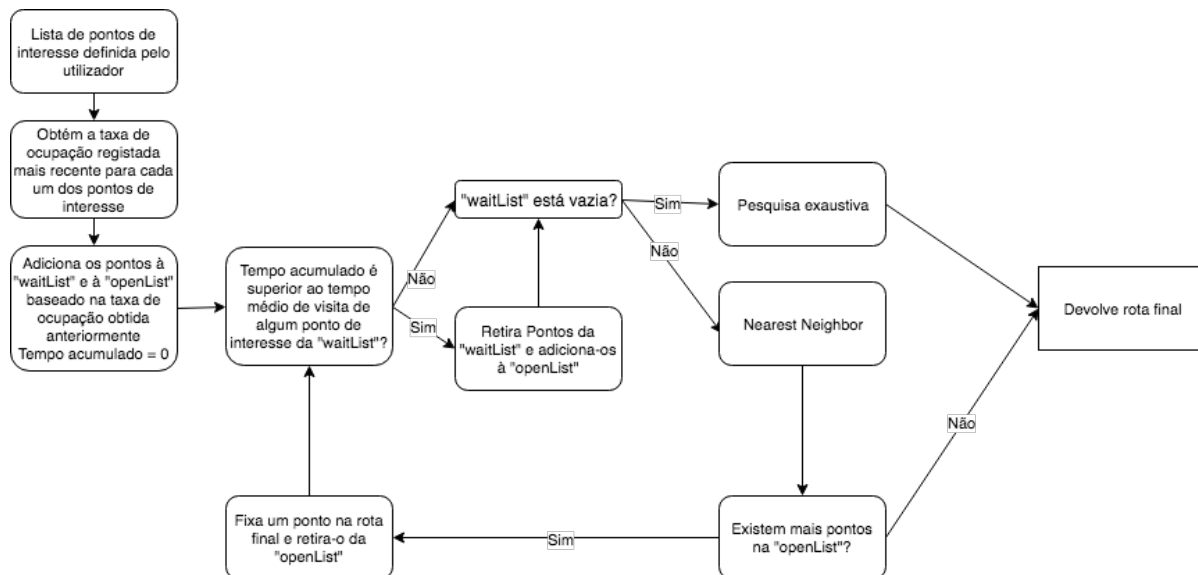 Lista de pontos de
interesse definida pelo
utilizador
Obtém a taxa de
ocupação registada
mais recente para cada
um dos pontos de
interesse
Adiciona os pontos à
"waitList" e à "openList"
baseado na taxa de
ocupação obtida
anteriormente
Tempo acumulado = 0
Tempo acumulado é
superior ao tempo
médio de visita de
algum ponto de
interesse da "waitList"?
Não
Sim
"waitList" está vazia?
Retira Pontos da
"waitList" e adiciona-os
à "openList"
Sim
Não
Pesquisa exaustiva
Nearest Neighbor
Devolve rota final
Não
Existem mais pontos
na "openList"?
Sim
Fixa um ponto na rota
final e retira-o da
"openList"